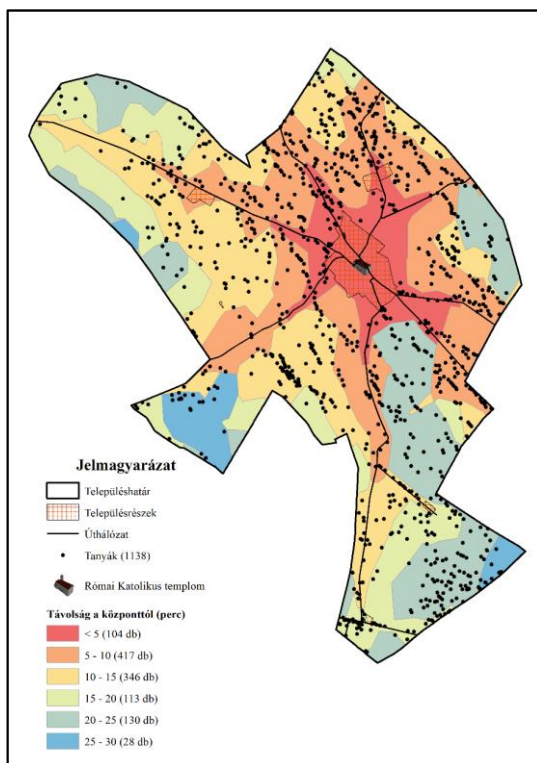 Jelmagyarázat
Településhatár
Településrészek
Úthálózat
Tanyák (1138)
Római Katolikus templom
Távolság a központtól (perc)
< 5 (104 db)
5 - 10 (417 db)
10 - 15 (346 db)
15 - 20 (113 db)
20 - 25 (130 db)
25 - 30 (28 db)